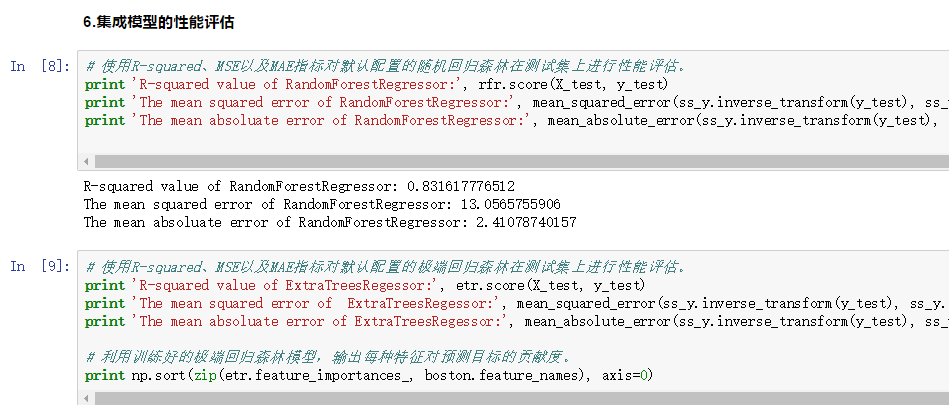 6.集成模型的性能评估
In [8]: # 使用R-squared、MSE以及MAE指标对默认配置的随机回归森林在测试集上进行性能评估。
print 'R-squared value of RandomForestRegressor:', rfr.score(X_test, y_test)
print 'The mean squared error of RandomForestRegressor:', mean_squared_error(ss_y.inverse_transform(y_test), ss_
print 'The mean absoluate error of RandomForestRegressor:', mean_absolute_error(ss_y.inverse_transform(y_test),
R-squared value of RandomForestRegressor: 0.831617776512
The mean squared error of RandomForestRegressor: 13.0565755906
The mean absoluate error of RandomForestRegressor: 2.41078740157
In [9]: # 使用R-squared、MSE以及MAE指标对默认配置的极端回归森林在测试集上进行性能评估。
print 'R-squared value of ExtraTreesRegessor:', etr.score(X_test, y_test)
print 'The mean squared error of  ExtraTreesRegessor:', mean_squared_error(ss_y.inverse_transform(y_test), ss_y.
print 'The mean absoluate error of ExtraTreesRegessor:', mean_absolute_error(ss_y.inverse_transform(y_test), ss_
# 利用训练好的极端回归森林模型，输出每种特征对预测目标的贡献度。
print np.sort(zip(etr.feature_importances_, boston.feature_names), axis=0)